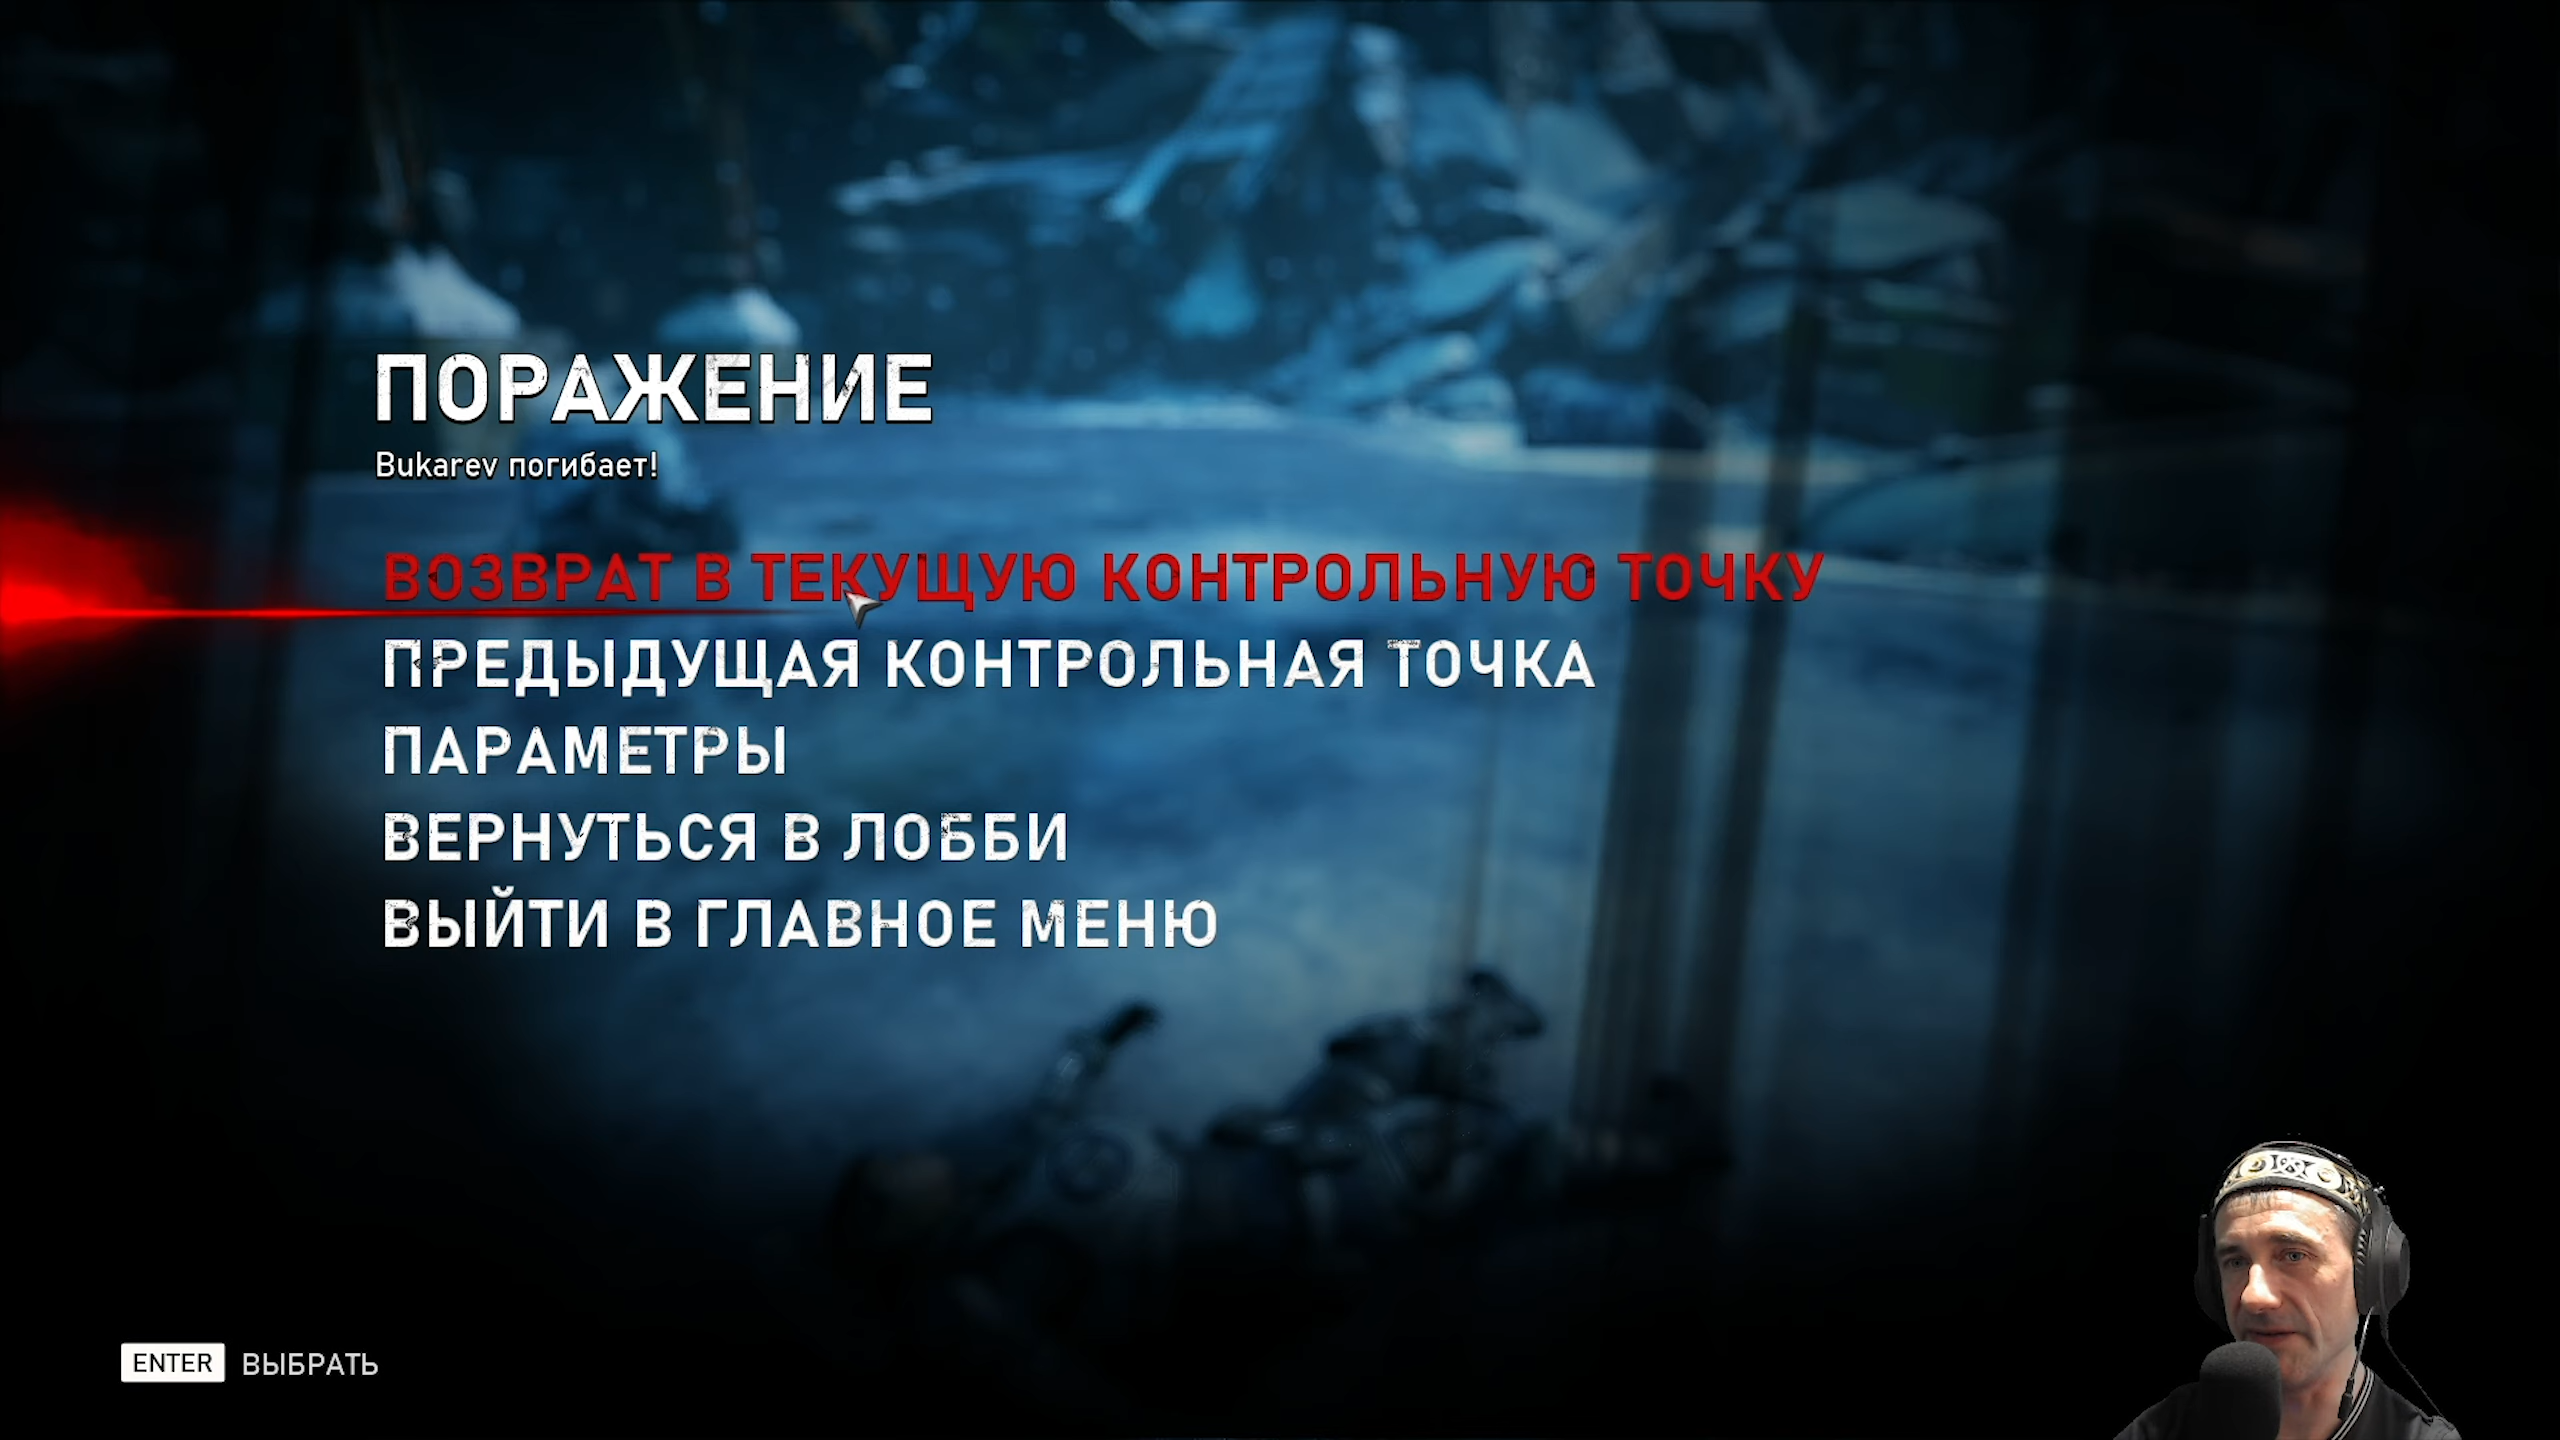 ПОРАЖЕНИЕ
Bukarev погибает!
ВОЗВРАТ В ТЕКУЩУЮ КОНТРОЛЬНУЮ ТОЧКУ
ПРЕДЫДУЩАЯ КОНТРОЛЬНАЯ ТОЧКА
ПАРАМЕТРЫ
ВЕРНУТЬСЯ В ЛОББИ
ВЫЙТИ В ГЛАВНОЕ МЕНЮ
ENTER ВЫБРАТЬ